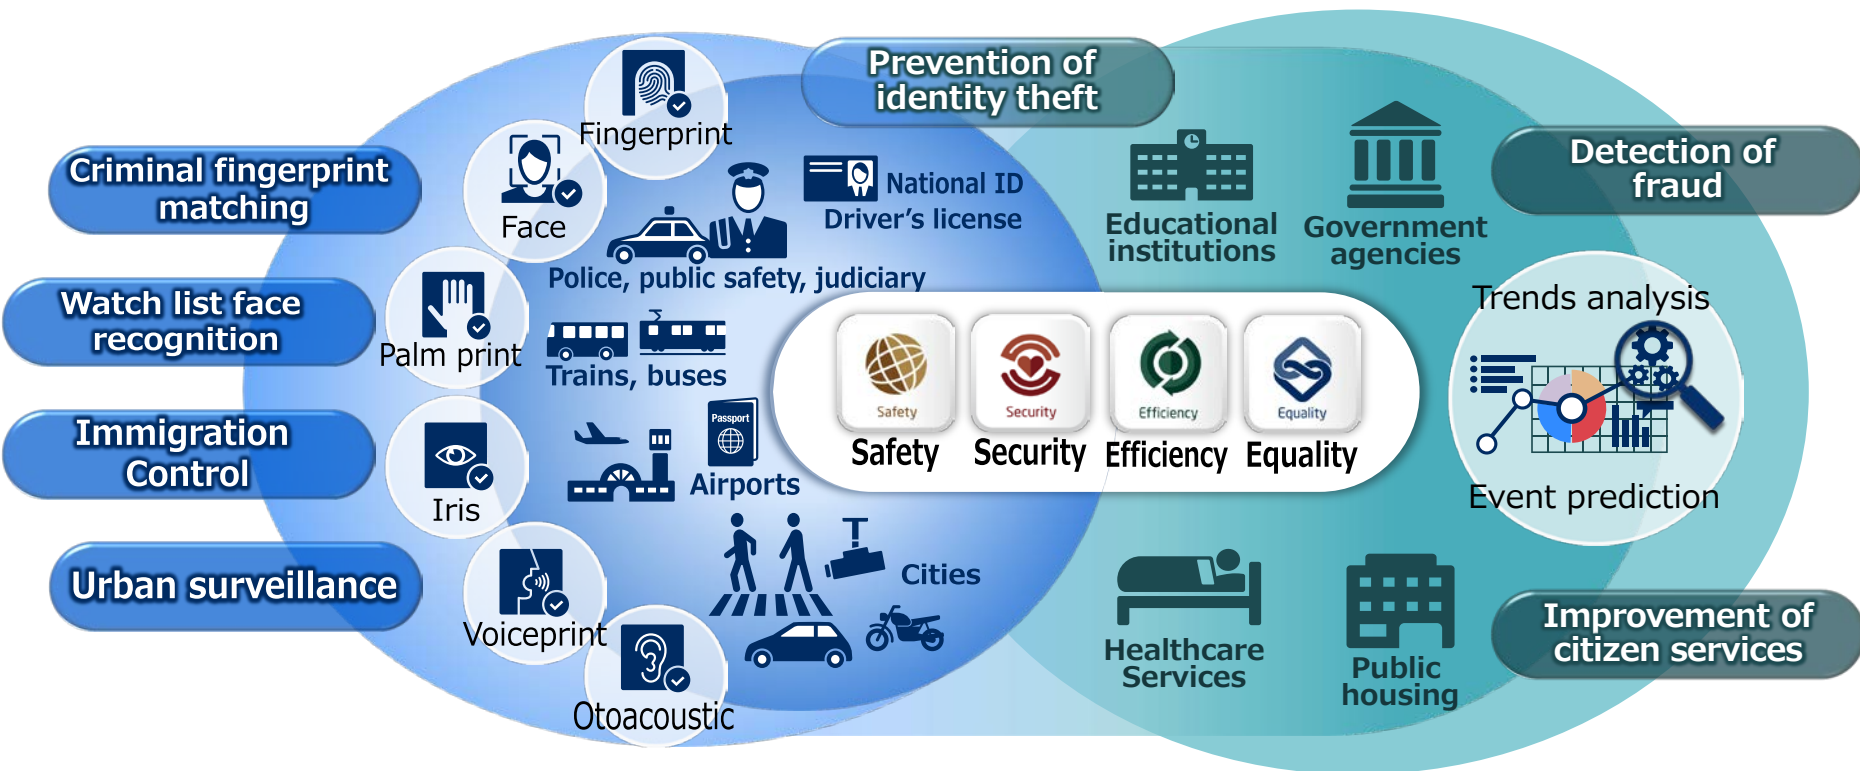 Prevention of
identity theft
Fingerprint
Criminal fingerprint
matching
Face
National ID
Driver's license
Police, public safety, judiciary
Educational
institutions
Government
agencies
Detection of
fraud
Watch list face
recognition
Palm print
Trains, buses
Trends analysis
Safety
Security
Efficiency
Equality
Safety
Security
Efficiency
Equality
Immigration
Control
Iris
Passport
Airports
Event prediction
Urban surveillance
Voiceprint
Cities
Otoacoustic
Healthcare
Services
Public
housing
Improvement of
citizen services